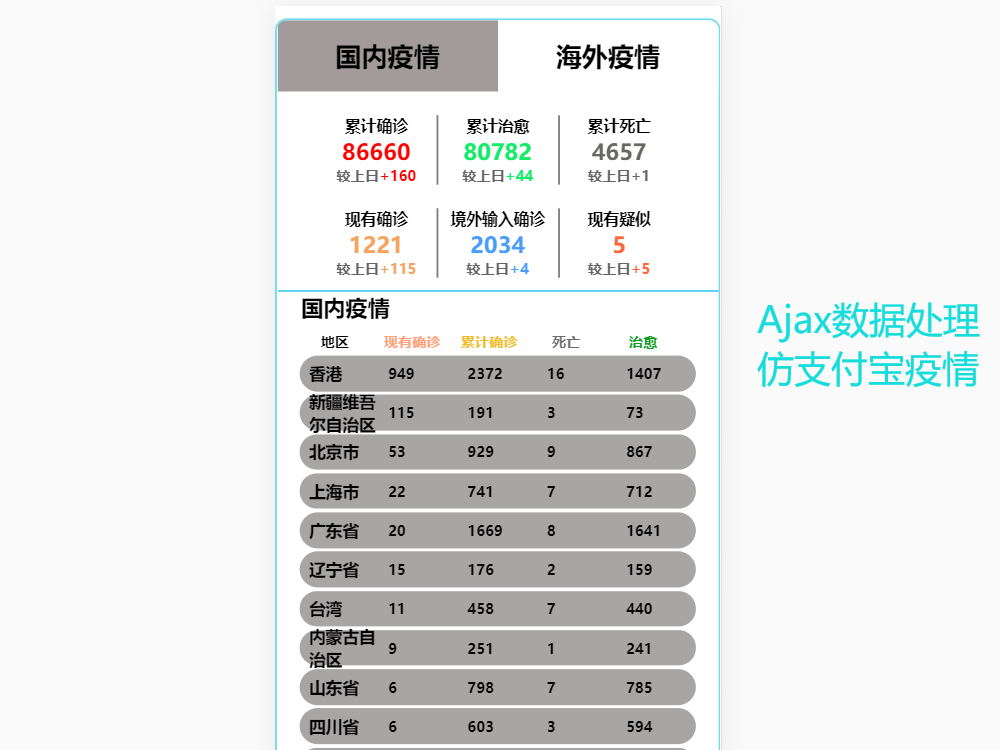 国内疫情 海外疫情
累计确诊 累计治愈 累计死亡
86660 80782 4657
较上日+160 较上日+44 较上日+1
现有确诊 境外输入确诊 现有疑似
1221 2034 5
较上日+115 较上日+4 较上日+5
国内疫情
地区 现有确诊 累计确诊 死亡 治愈
香港 949 2372 16 1407
新疆维吾
尔自治区 115 191 3 73
北京市 53 929 9 867
上海市 22 741 7 712
广东省 20 1669 8 1641
辽宁省 15 176 2 159
台湾 11 458 7 440
内蒙古自
治区 9 251 1 241
山东省 6 798 7 785
四川省 6 603 3 594
Ajax数据处理
仿支付宝疫情